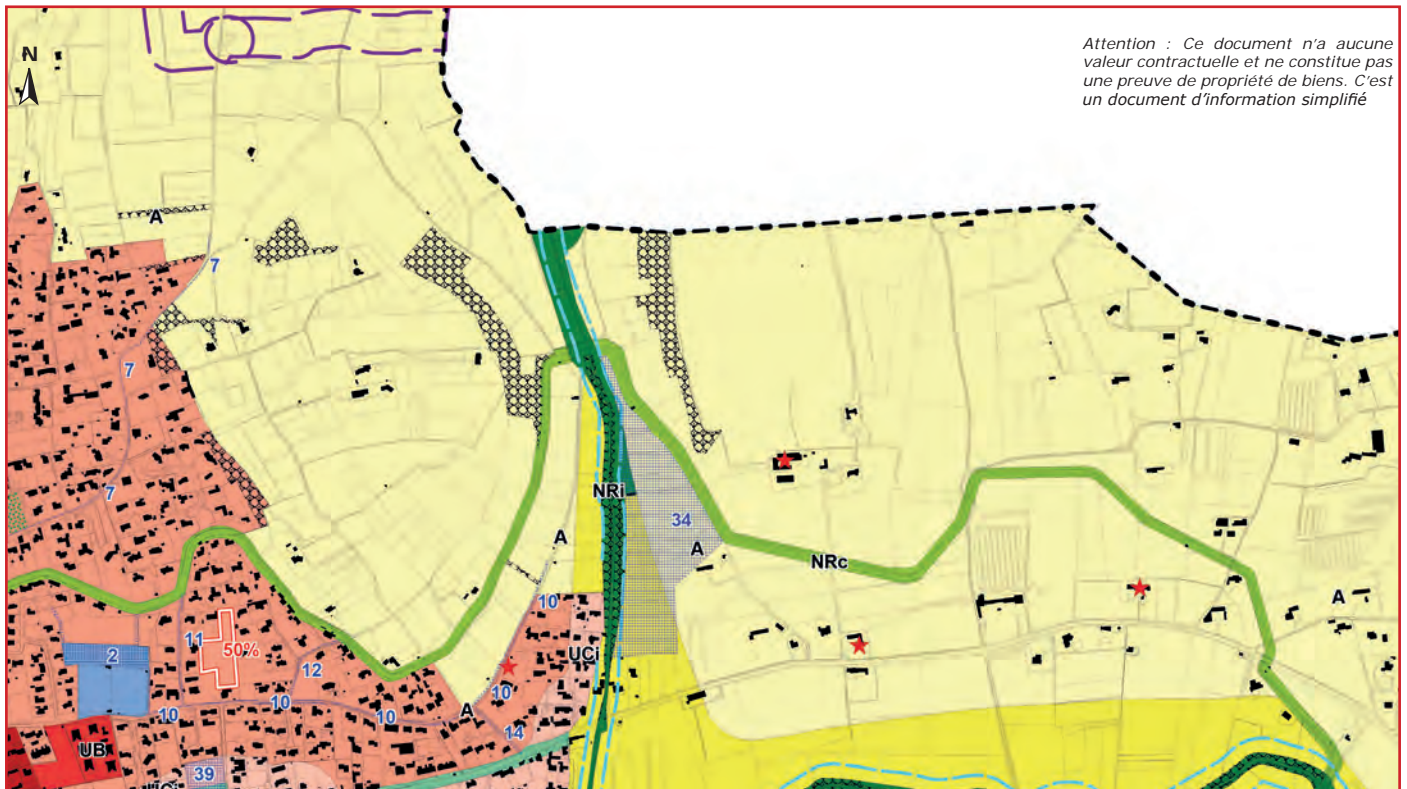 Attention : Ce document n'a aucune
valeur contractuelle et ne constitue pas
une preuve de propriété de biens. C'est
un document d'information simplifié
N
A
7
7
7
NRi
34
A
A
NRc
A
10
11
50%
12
2
UCi
10
10
10
A
14
UB
39
UCi